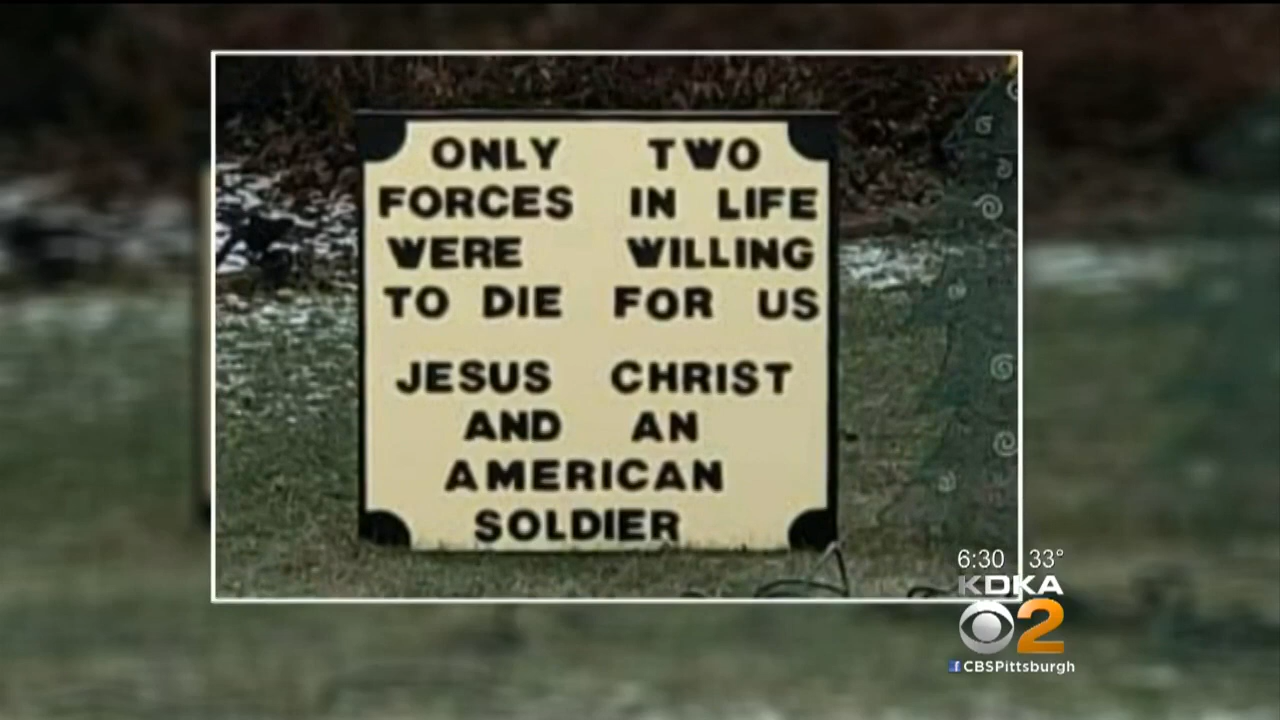 ONLY TWO
FORCES IN LIFE
WERE WILLING
TO DIE FOR US
JESUS CHRIST
AND AN
AMERICAN
SOLDIER
6:30 33°
KDKA
2
f CBSPittsburgh